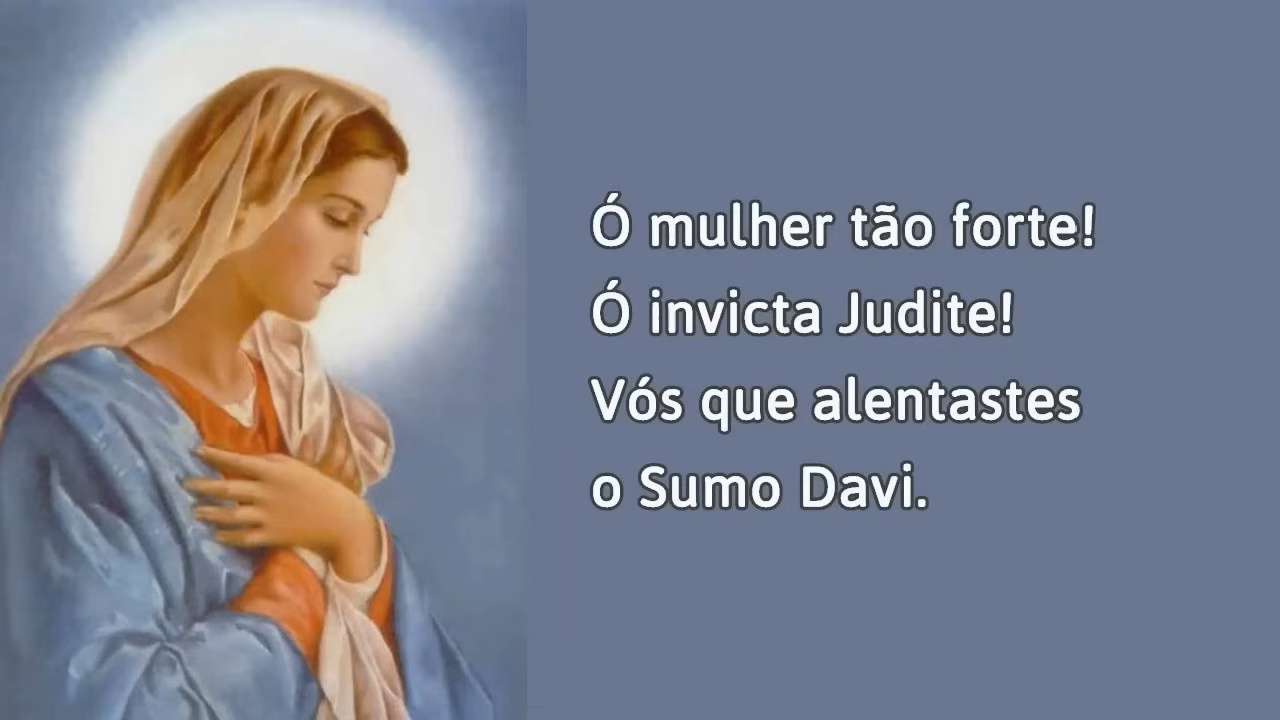 Ó mulher tão forte!
Ó invicta Judite!
Vós que alentastes
o Sumo Davi.